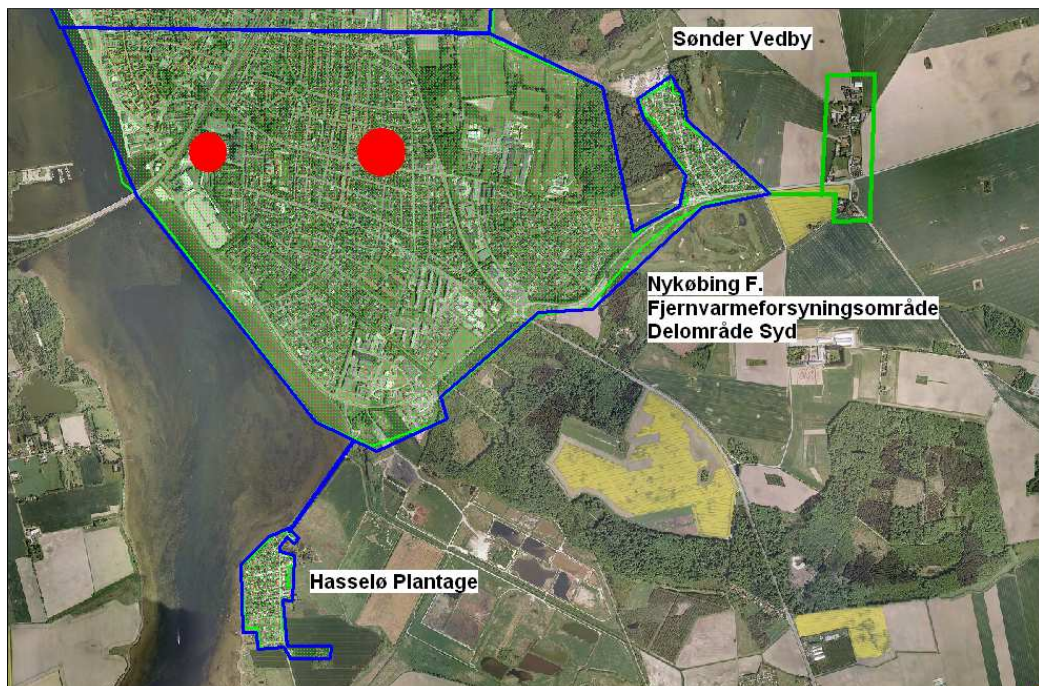 Sønder Vedby
Nykøbing F.
Fjernvarmeforsyningsområde
Delområde Syd
Hasselø Plantage